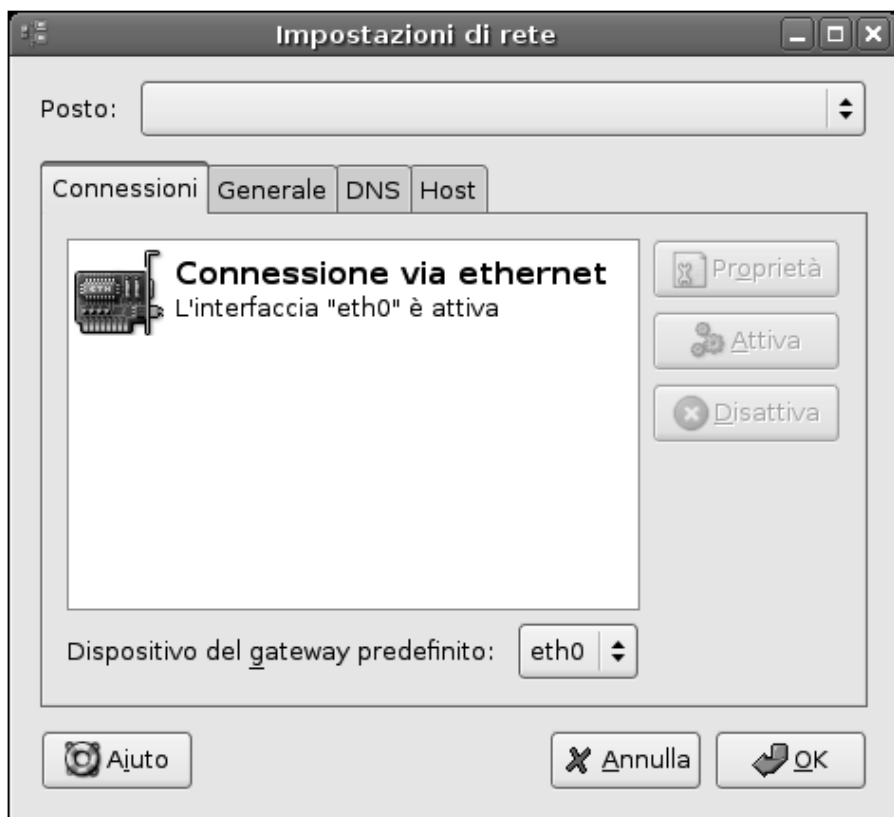 Impostazioni di rete
Posto:
Connessioni Generale DNS Host
Connessione via ethernet
L'interfaccia "eth0" è attiva
Proprietà
Attiva
Disattiva
Dispositivo del gateway predefinito: eth0
Aiuto Annulla OK